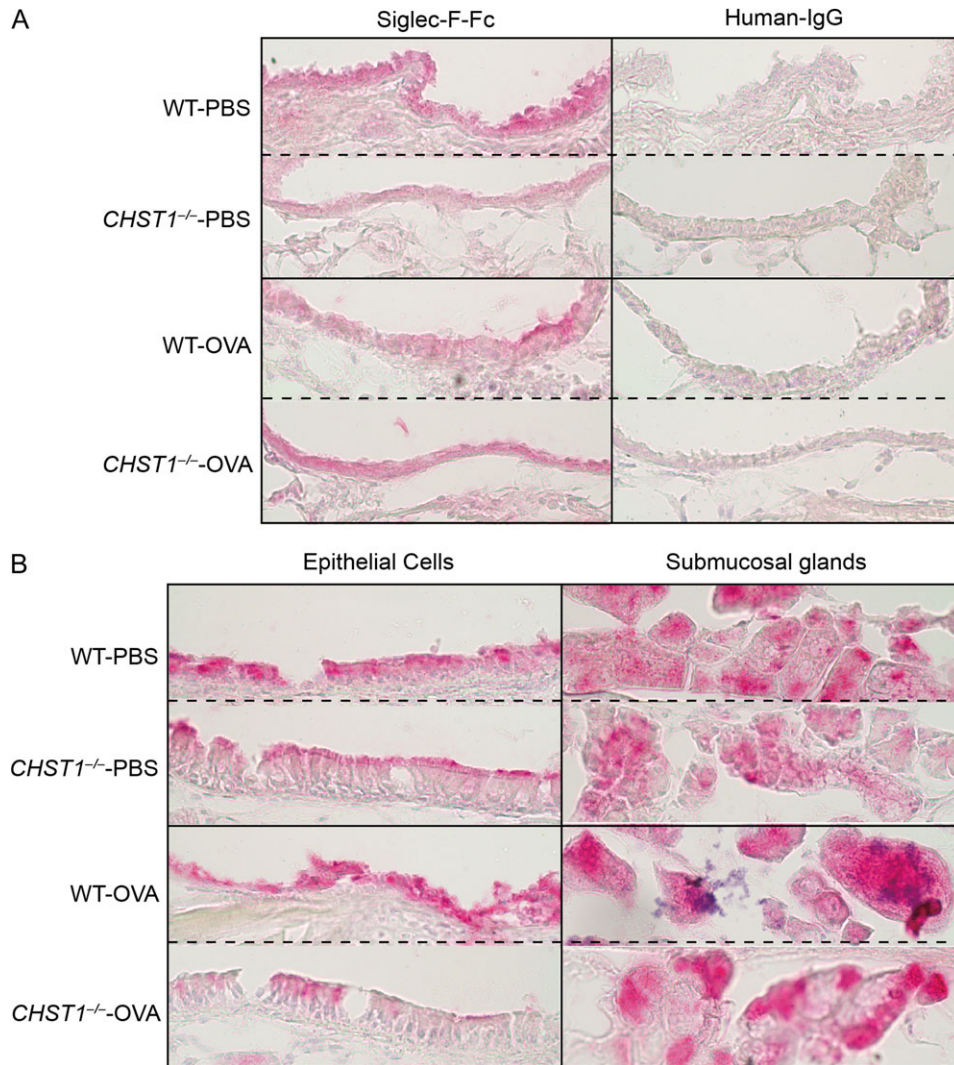 A
Siglec-F-Fc Human-IgG
WT-PBS
CHST1⁻/⁻-PBS
WT-OVA
CHST1⁻/⁻-OVA
B
Epithelial Cells Submucosal glands
WT-PBS
CHST1⁻/⁻-PBS
WT-OVA
CHST1⁻/⁻-OVA